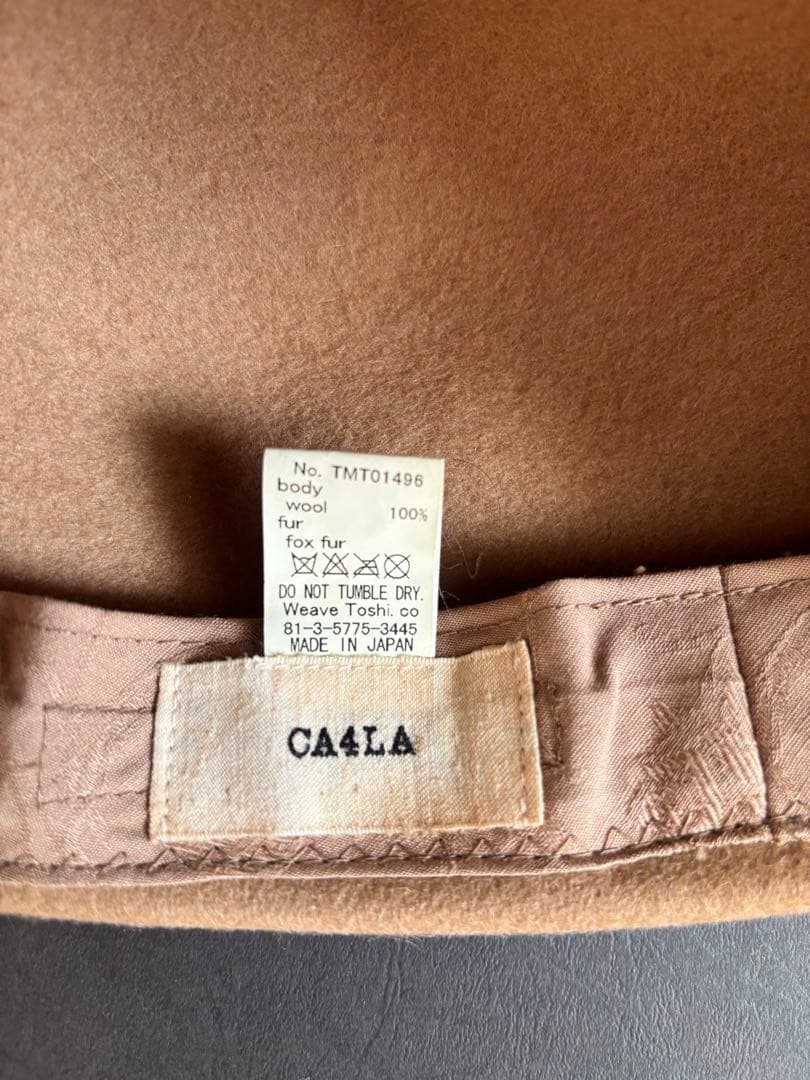 No. TMT01496
body
wool 100%
fur
fox fur
DO NOT TUMBLE DRY.
Weave Toshi. co
81-3-5775-3445
MADE IN JAPAN
CA4LA